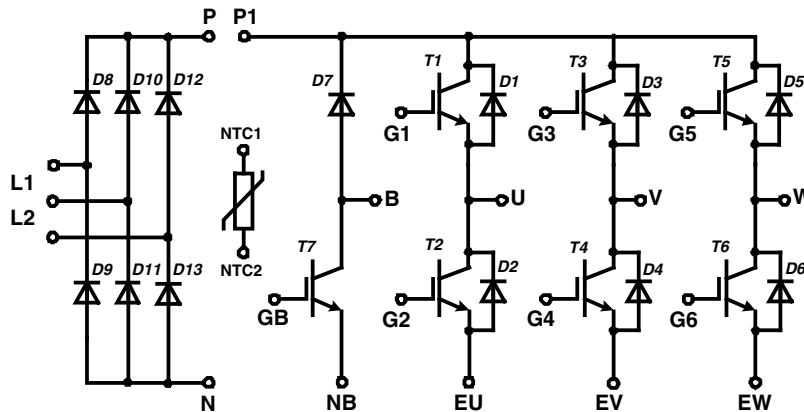 P P1
D8 D10 D12 D7 T1 D1 T3 D3 T5 D5
G1 G3 G5
NTC1
L1
B U V W
L2
NTC2
D9 D11 D13 T7 T2 D2 T4 D4 T6 D6
GB G2 G4 G6
N NB EU EV EW